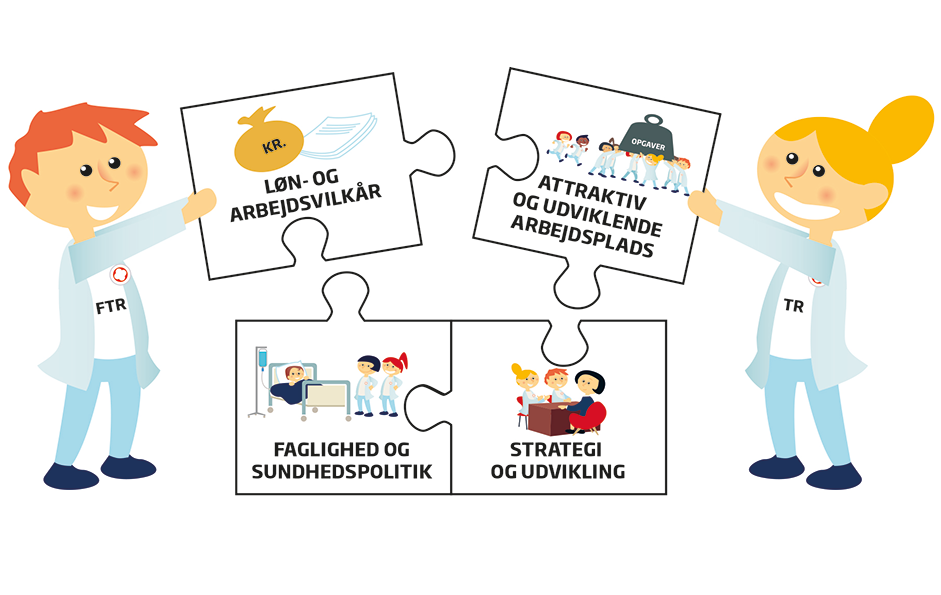 KR.
LØN- OG
ARBEJDSVILKÅR
OPGAVER
ATTRAKTIV
OG UDVIKLENDE
ARBEJDSPLADS
FTR
TR
FAGLIGHED OG
SUNDHEDSPOLITIK
STRATEGI
OG UDVIKLING